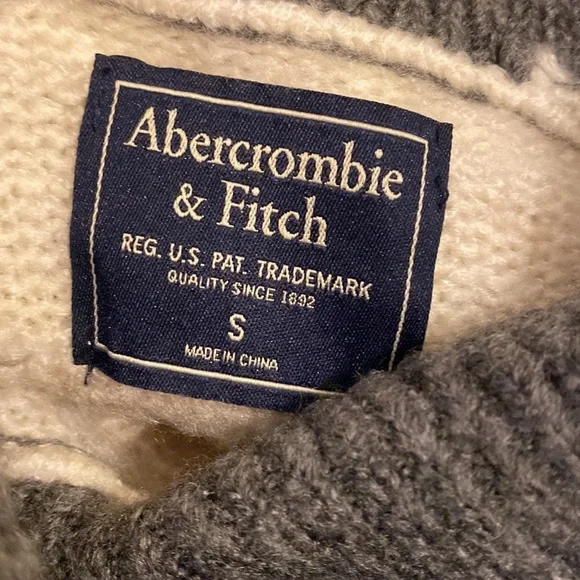 Abercrombie
& Fitch
REG. U.S. PAT. TRADEMARK
QUALITY SINCE 1892
S
MADE IN CHINA